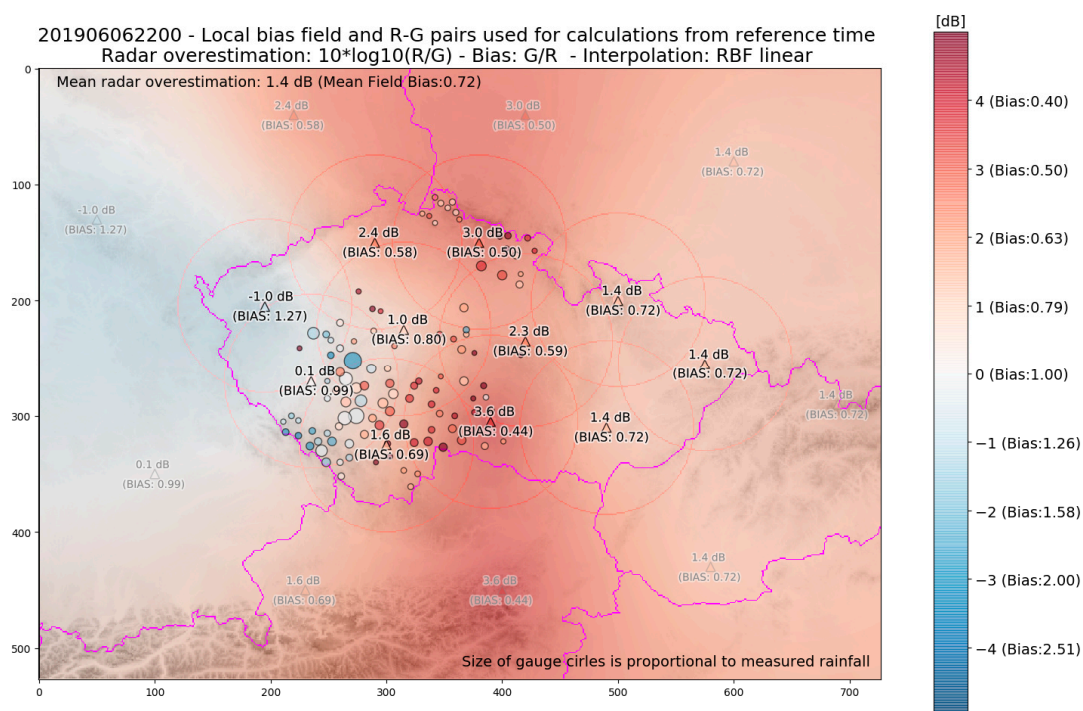 201906062200 - Local bias field and R-G pairs used for calculations from reference time
Radar overestimation: 10*log10(R/G) - Bias: G/R  - Interpolation: RBF linear
[dB]
Mean radar overestimation: 1.4 dB (Mean Field Bias:0.72)
2.4 dB
(BIAS: 0.58)
3.0 dB
(BIAS: 0.50)
1.4 dB
(BIAS: 0.72)
-1.0 dB
(BIAS: 1.27)
2.4 dB
(BIAS: 0.58)
3.0 dB
(BIAS: 0.50)
-1.0 dB
(BIAS: 1.27)
1.4 dB
(BIAS: 0.72)
1.0 dB
(BIAS: 0.80)
2.3 dB
(BIAS: 0.59)
1.4 dB
(BIAS: 0.72)
0.1 dB
(BIAS: 0.99)
1.4 dB
(BIAS: 0.72)
3.6 dB
(BIAS: 0.44)
1.4 dB
(BIAS: 0.72)
1.6 dB
(BIAS: 0.69)
0.1 dB
(BIAS: 0.99)
1.6 dB
(BIAS: 0.69)
3.6 dB
(BIAS: 0.44)
1.4 dB
(BIAS: 0.72)
Size of gauge cirles is proportional to measured rainfall
0
100
200
300
400
500
0 100 200 300 400 500 600 700
4 (Bias:0.40)
3 (Bias:0.50)
2 (Bias:0.63)
1 (Bias:0.79)
0 (Bias:1.00)
−1 (Bias:1.26)
−2 (Bias:1.58)
−3 (Bias:2.00)
−4 (Bias:2.51)